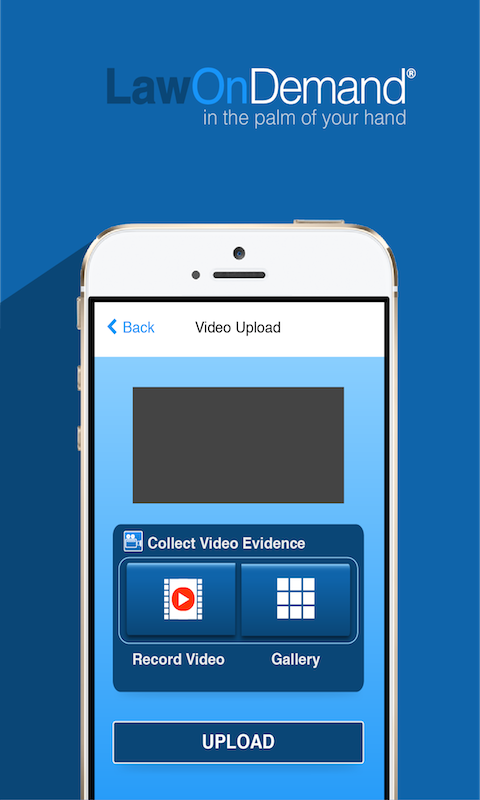 LawOnDemand®
in the palm of your hand
Back
Video Upload
Collect Video Evidence
Record Video
Gallery
UPLOAD